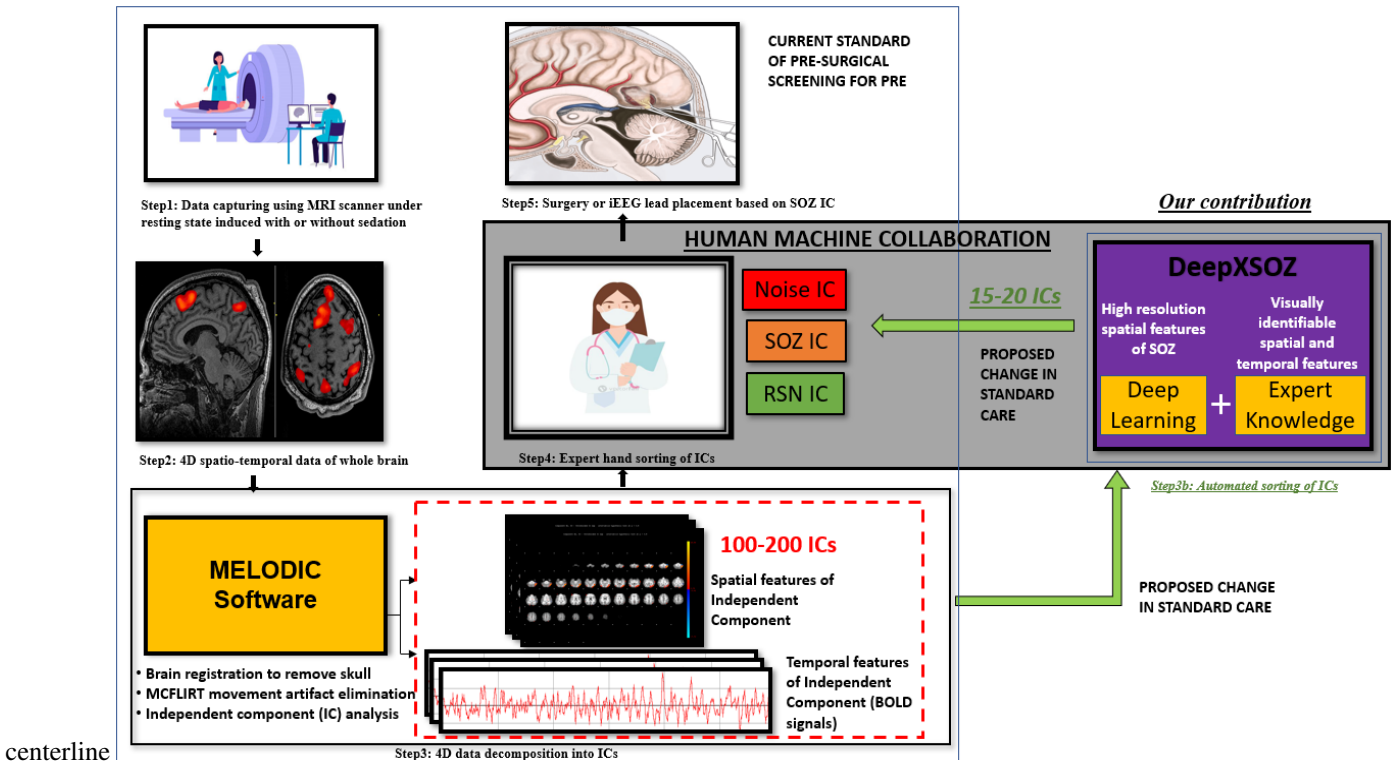 CURRENT STANDARD
OF PRE-SURGICAL
SCREENING FOR PRE
Step1: Data capturing using MRI scanner under
resting state induced with or without sedation
Step5: Surgery or iEEG lead placement based on SOZ IC
Our contribution
HUMAN MACHINE COLLABORATION
Noise IC
SOZ IC
RSN IC
15-20 ICs
PROPOSED
CHANGE IN
STANDARD
CARE
DeepXSOZ
High resolution
spatial features
of SOZ
Visually
identifiable
spatial and
temporal features
Deep
Learning
+
Expert
Knowledge
Step2: 4D spatio-temporal data of whole brain
Step4: Expert hand sorting of ICs
Step3b: Automated sorting of ICs
MELODIC
Software
• Brain registration to remove skull
• MCFLIRT movement artifact elimination
• Independent component (IC) analysis
100-200 ICs
Spatial features of
Independent
Component
Temporal features
of Independent
Component (BOLD
signals)
PROPOSED CHANGE
IN STANDARD CARE
Step3: 4D data decomposition into ICs
centerline